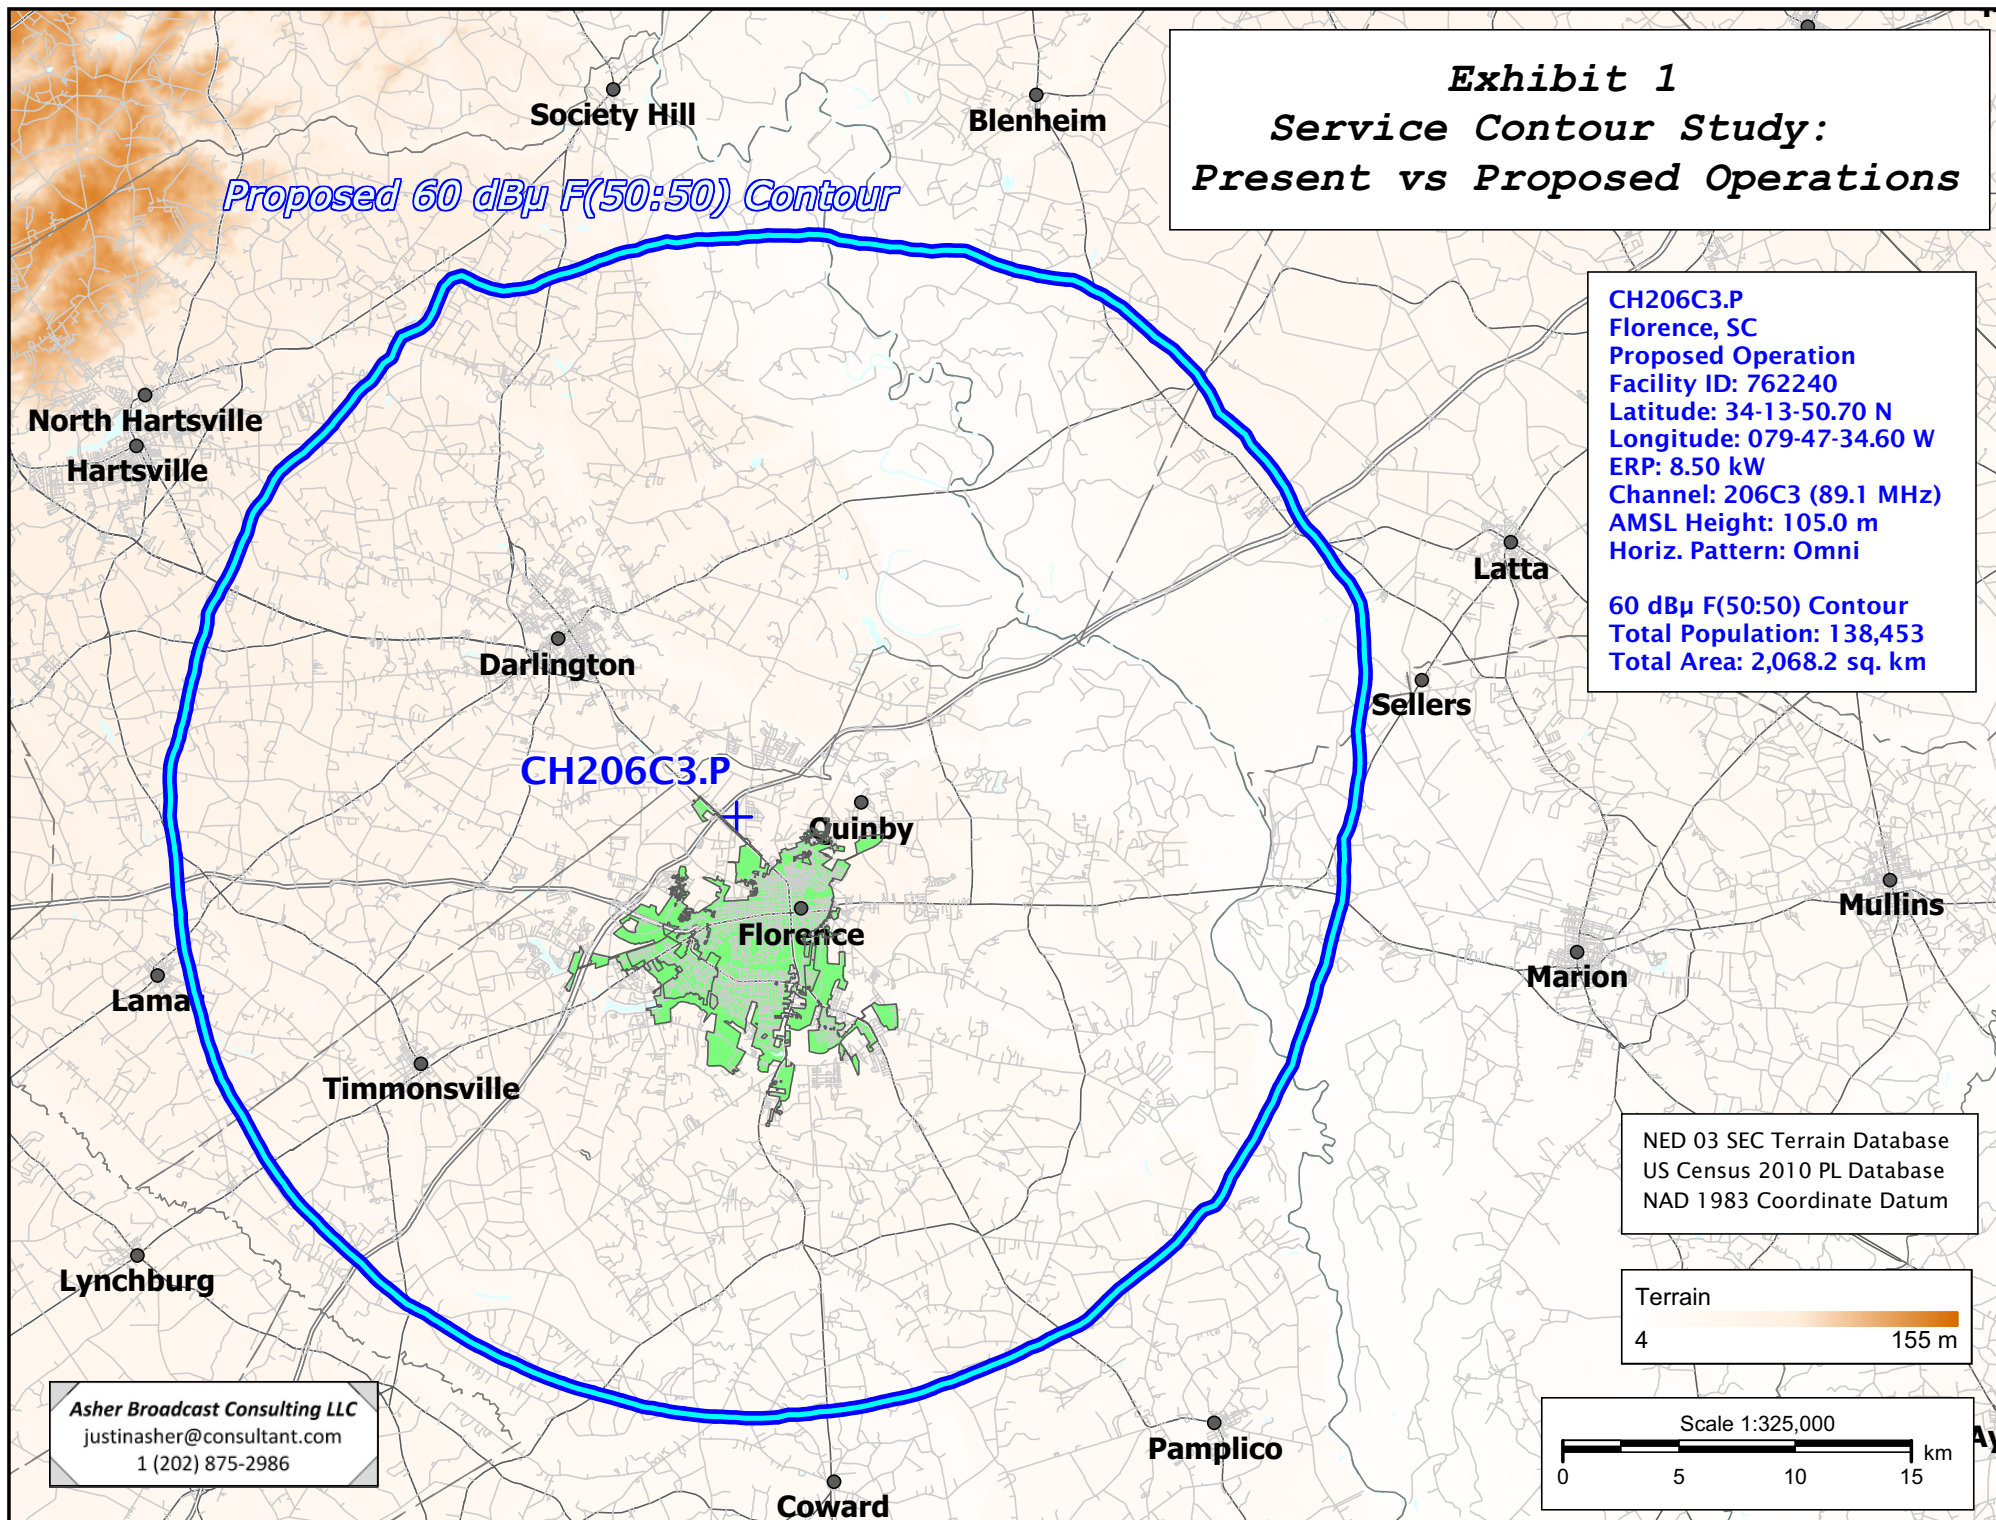 Exhibit 1
Service Contour Study:
Present vs Proposed Operations
Society Hill
Blenheim
Proposed 60 dBµ F(50:50) Contour
CH206C3.P
Florence, SC
Proposed Operation
Facility ID: 762240
Latitude: 34-13-50.70 N
Longitude: 079-47-34.60 W
ERP: 8.50 kW
Channel: 206C3 (89.1 MHz)
AMSL Height: 105.0 m
Horiz. Pattern: Omni
60 dBµ F(50:50) Contour
Total Population: 138,453
Total Area: 2,068.2 sq. km
North Hartsville
Hartsville
Latta
Darlington
Sellers
CH206C3.P
Quinby
Mullins
Florence
Marion
Lamar
Timmonsville
NED 03 SEC Terrain Database
US Census 2010 PL Database
NAD 1983 Coordinate Datum
Lynchburg
Terrain
4 155 m
Asher Broadcast Consulting LLC
justinasher@consultant.com
1 (202) 875-2986
Pamplico
Scale 1:325,000
km
0 5 10 15
Coward